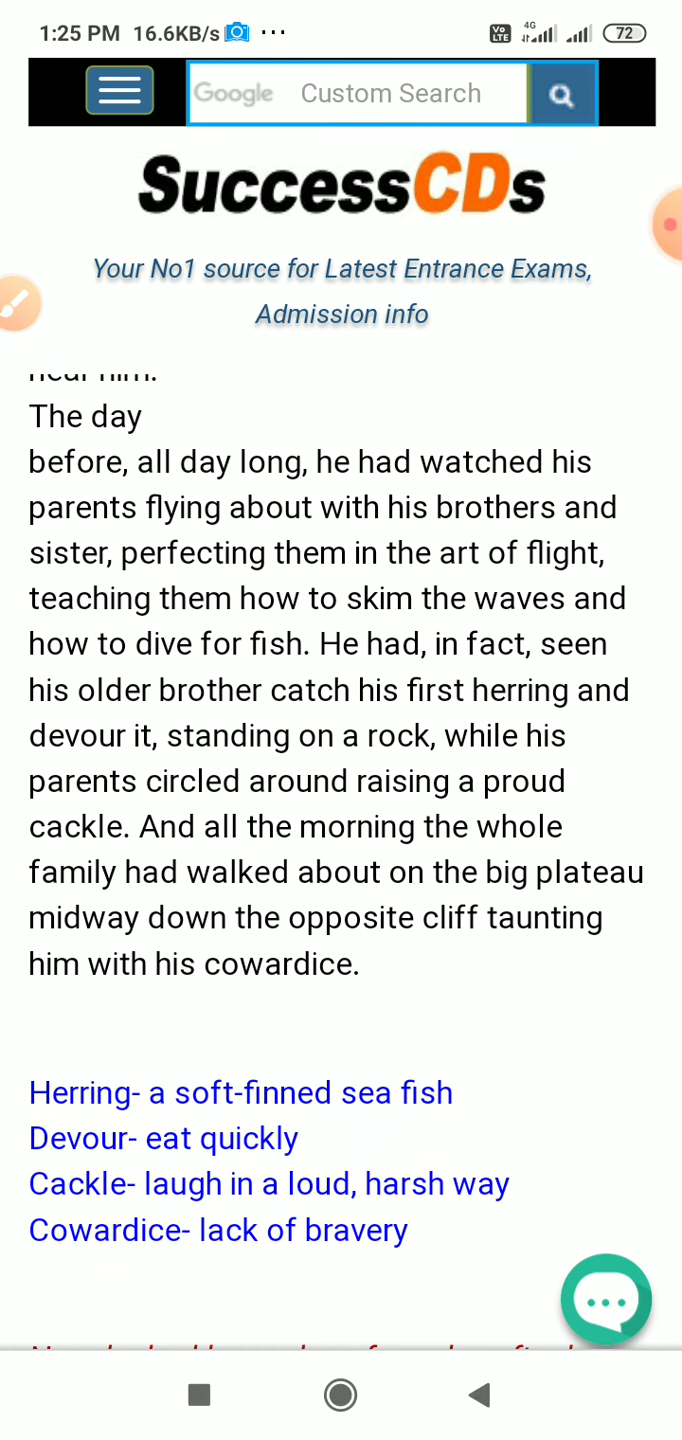 1:25 PM 16.6KB/s ...
Vo LTE 4G 72
Google Custom Search
SuccessCDs
Your No1 source for Latest Entrance Exams,
Admission info
near him.
The day
before, all day long, he had watched his
parents flying about with his brothers and
sister, perfecting them in the art of flight,
teaching them how to skim the waves and
how to dive for fish. He had, in fact, seen
his older brother catch his first herring and
devour it, standing on a rock, while his
parents circled around raising a proud
cackle. And all the morning the whole
family had walked about on the big plateau
midway down the opposite cliff taunting
him with his cowardice.
Herring- a soft-finned sea fish
Devour- eat quickly
Cackle- laugh in a loud, harsh way
Cowardice- lack of bravery